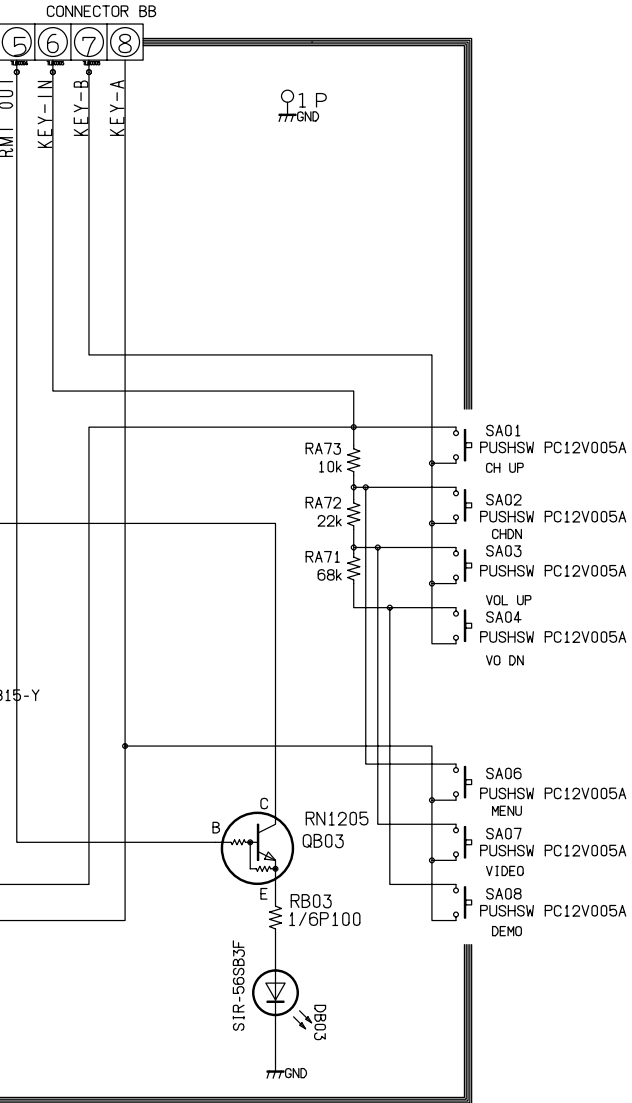 CONNECTOR BB
5 6 7 8
RMT OUT
KEY-IN
KEY-B
KEY-A
1P
GND
SA01
PUSHSW PC12V005A
CH UP
RA73
10k
SA02
PUSHSW PC12V005A
CHDN
RA72
22k
SA03
PUSHSW PC12V005A
VOL UP
RA71
68k
SA04
PUSHSW PC12V005A
VO DN
315-Y
SA06
PUSHSW PC12V005A
MENU
SA07
PUSHSW PC12V005A
VIDEO
SA08
PUSHSW PC12V005A
DEMO
C
B
E
RN1205
QB03
RB03
1/6P100
SIR-56SB3F
DB03
GND